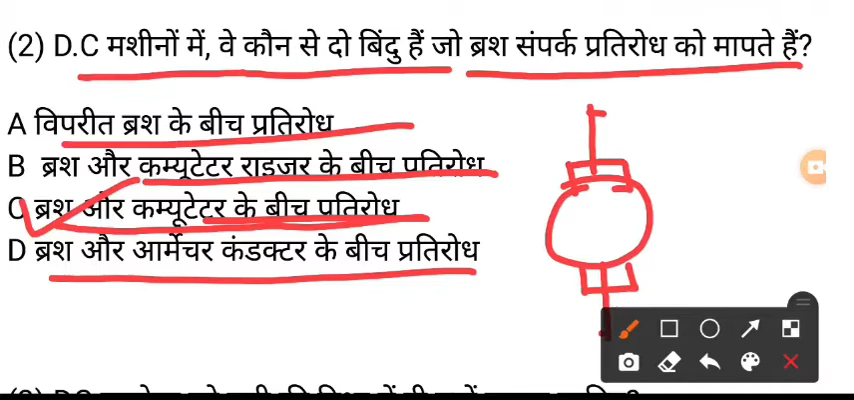 (2) D.C मशीनों में, वे कौन से दो बिंदु हैं जो ब्रश संपर्क प्रतिरोध को मापते हैं?
A विपरीत ब्रश के बीच प्रतिरोध
B ब्रश और कम्यूटेटर राइजर के बीच प्रतिरोध
C ब्रश और कम्यूटेटर के बीच प्रतिरोध
D ब्रश और आर्मेचर कंडक्टर के बीच प्रतिरोध